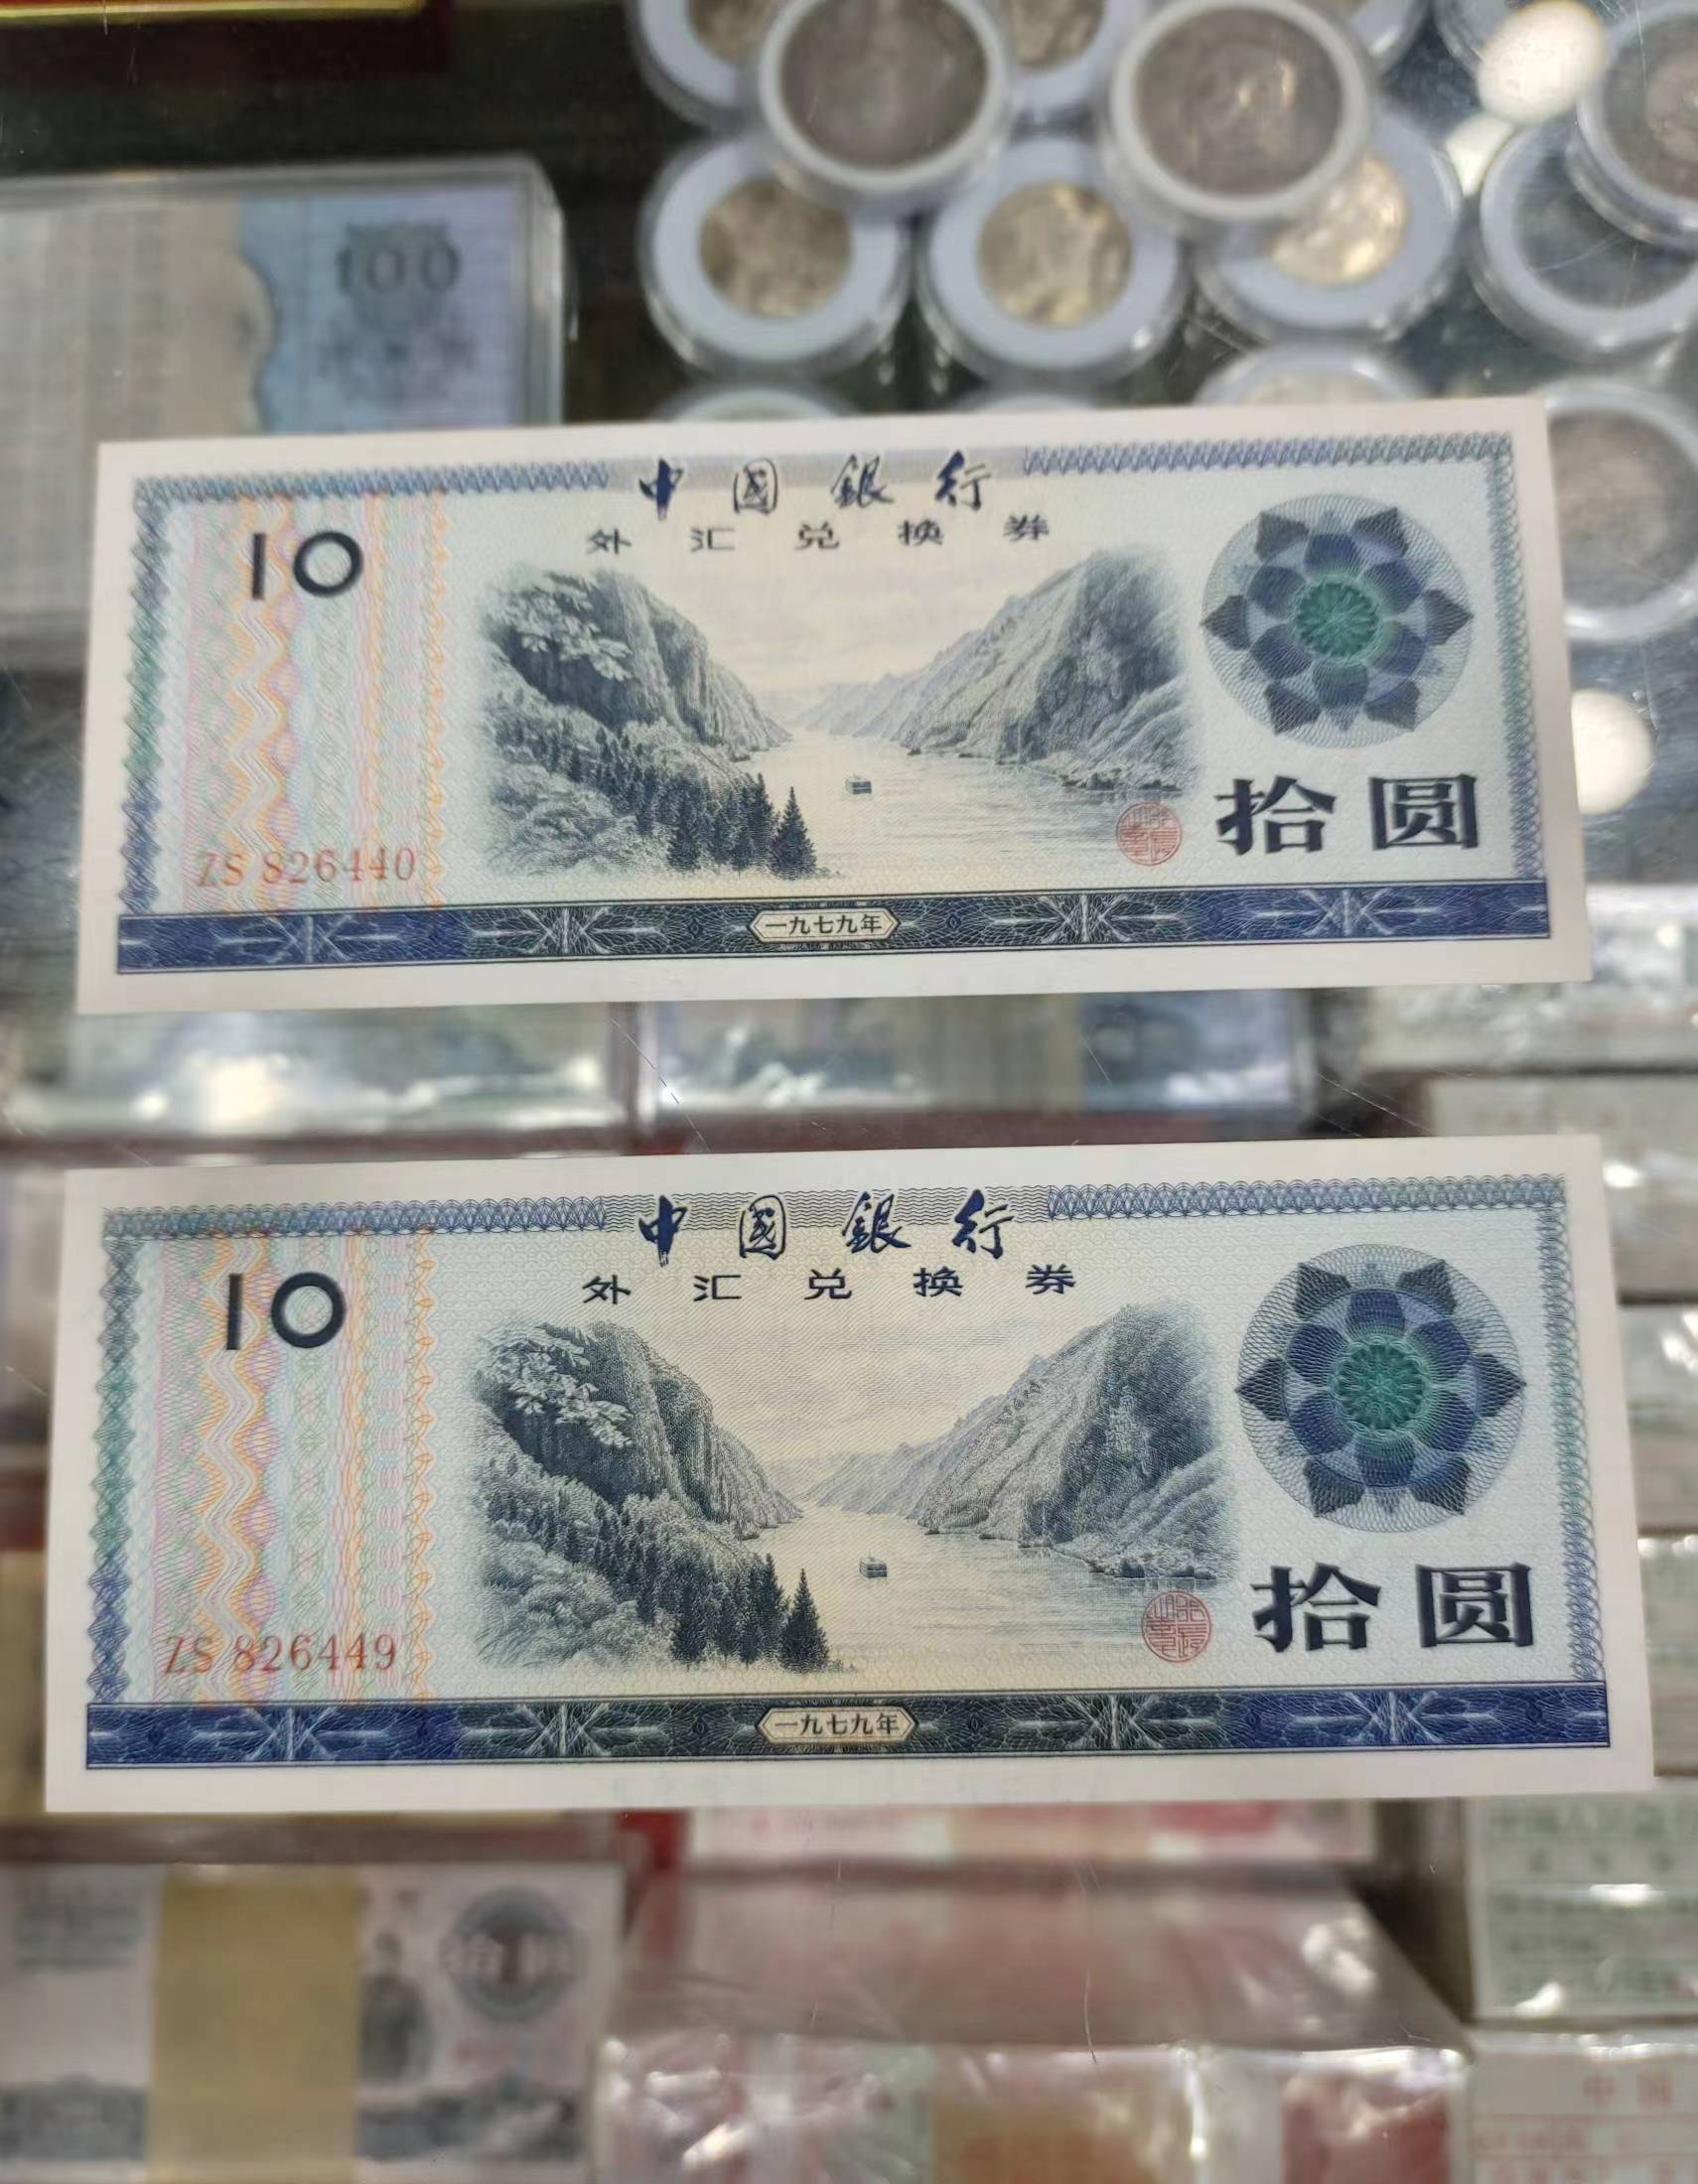 100
中國銀行
外汇兑换券
10
拾圆
ZS 826440
一九七九年
中國銀行
外汇兑换券
10
拾圆
ZS 826449
一九七九年